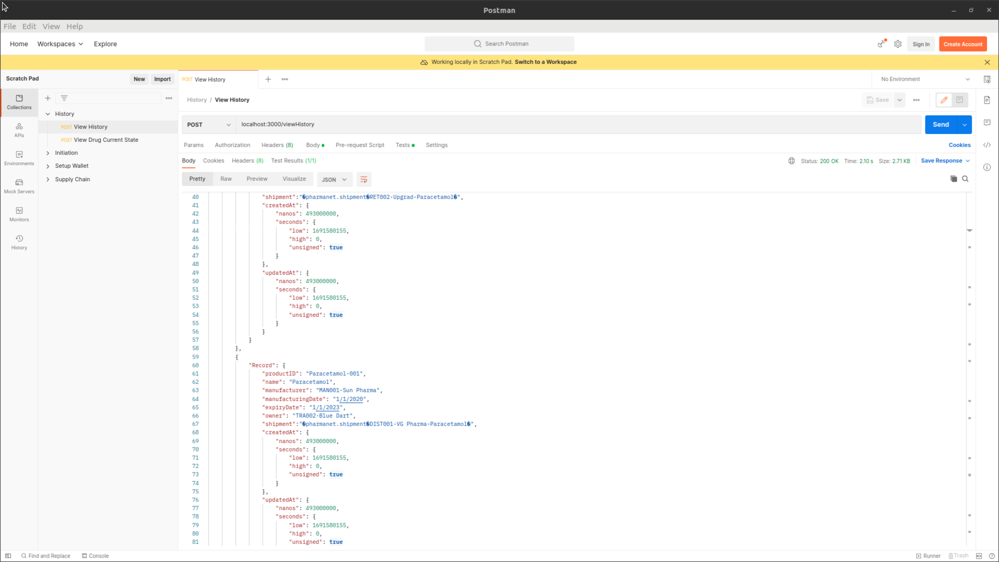 Postman
File Edit View Help
Home Workspaces Explore Search Postman Sign In Create Account
Working locally in Scratch Pad. Switch to a Workspace
Scratch Pad New Import POST View History No Environment
Collections
APIs
Environments
Mock Servers
Monitors
History
History
POST View History
POST View Drug Current State
Initiation
Setup Wallet
Supply Chain
History / View History Save
POST localhost:3000/viewHistory Send
Params Authorization Headers (8) Body Pre-request Script Tests Settings Cookies
Body Cookies Headers (8) Test Results (1/1) Status: 200 OK Time: 2.10 s Size: 2.71 KB Save Response
Pretty Raw Preview Visualize JSON
40 "shipment":"�pharmanet.shipment�RET002-Upgrad-Paracetamol�",
41 "createdAt": {
42 "nanos": 493000000,
43 "seconds": {
44 "low": 1691580155,
45 "high": 0,
46 "unsigned": true
47 }
48 },
49 "updatedAt": {
50 "nanos": 493000000,
51 "seconds": {
52 "low": 1691580155,
53 "high": 0,
54 "unsigned": true
55 }
56 }
57 }
58 },
59 {
60 "Record": {
61 "productID": "Paracetamol-001",
62 "name": "Paracetamol",
63 "manufacturer": "MAN001-Sun Pharma",
64 "manufacturingDate": "1/1/2020",
65 "expiryDate": "1/1/2023",
66 "owner": "TRA002-Blue Dart",
67 "shipment":"�pharmanet.shipment�DIST001-VG Pharma-Paracetamol�",
68 "createdAt": {
69 "nanos": 493000000,
70 "seconds": {
71 "low": 1691580155,
72 "high": 0,
73 "unsigned": true
74 }
75 },
76 "updatedAt": {
77 "nanos": 493000000,
78 "seconds": {
79 "low": 1691580155,
80 "high": 0,
81 "unsigned": true
Find and Replace Console Runner Trash